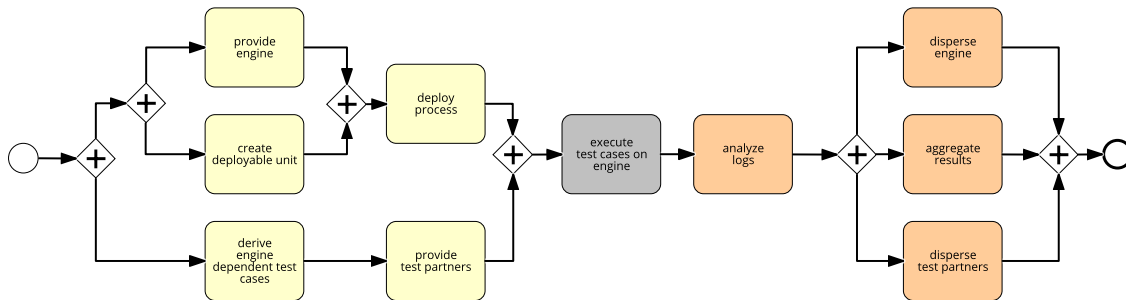 provide
engine
create
deployable unit
derive
engine
dependent test
cases
deploy
process
provide
test partners
execute
test cases on
engine
analyze
logs
disperse
engine
aggregate
results
disperse
test partners